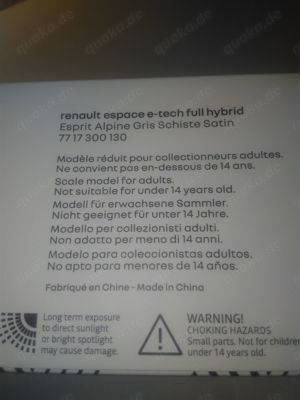 renault espace e-tech full hybrid
Esprit Alpine Gris Schiste Satin
77 17 300 130
Modèle réduit pour collectionneurs adultes.
Ne convient pas en-dessous de 14 ans.
Scale model for adults.
Not suitable for under 14 years old.
Modell für erwachsene Sammler.
Nicht geeignet für unter 14 Jahre.
Modello per collezionisti adulti.
Non adatto per meno di 14 anni.
Modelo para coleccionistas adultos.
No apto para menores de 14 años.
Fabriqué en Chine - Made in China
Long term exposure
to direct sunlight
or bright spotlight
may cause damage.
WARNING!
CHOKING HAZARDS
Small parts. Not for children
under 14 years old.
quoka.de